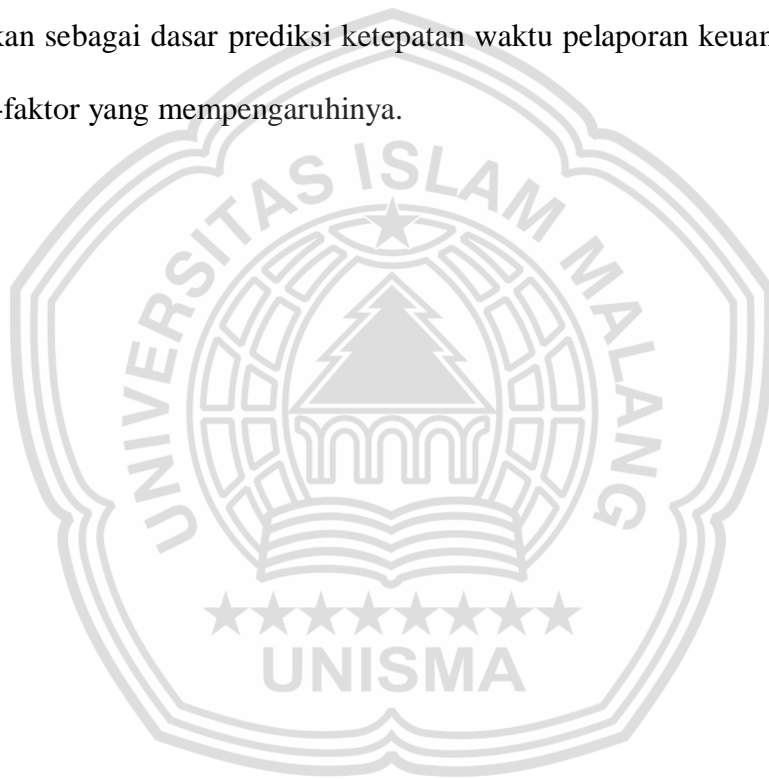 kan sebagai dasar prediksi ketepatan waktu pelaporan keuan
-faktor yang mempengaruhinya.
UNIVERSITAS ISLAM MALANG
UNISMA